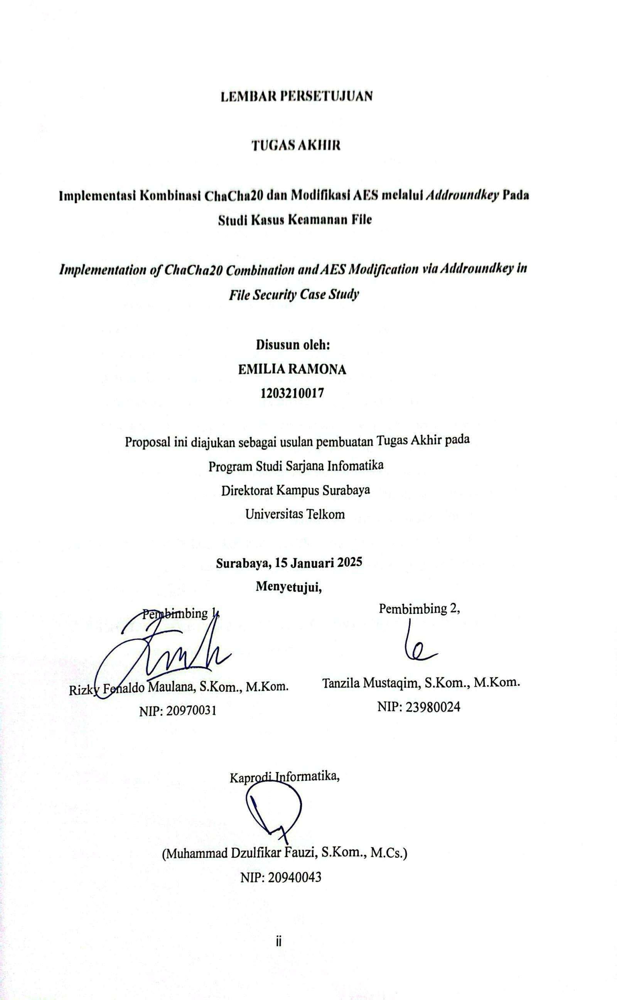 LEMBAR PERSETUJUAN
TUGAS AKHIR
Implementasi Kombinasi ChaCha20 dan Modifikasi AES melalui Addroundkey Pada
Studi Kasus Keamanan File
Implementation of ChaCha20 Combination and AES Modification via Addroundkey in
File Security Case Study
Disusun oleh:
EMILIA RAMONA
1203210017
Proposal ini diajukan sebagai usulan pembuatan Tugas Akhir pada
Program Studi Sarjana Infomatika
Direktorat Kampus Surabaya
Universitas Telkom
Surabaya, 15 Januari 2025
Menyetujui,
Pembimbing 1, Pembimbing 2,
Rizky Fenaldo Maulana, S.Kom., M.Kom. Tanzila Mustaqim, S.Kom., M.Kom.
NIP: 20970031 NIP: 23980024
Kaprodi Informatika,
(Muhammad Dzulfikar Fauzi, S.Kom., M.Cs.)
NIP: 20940043
ii